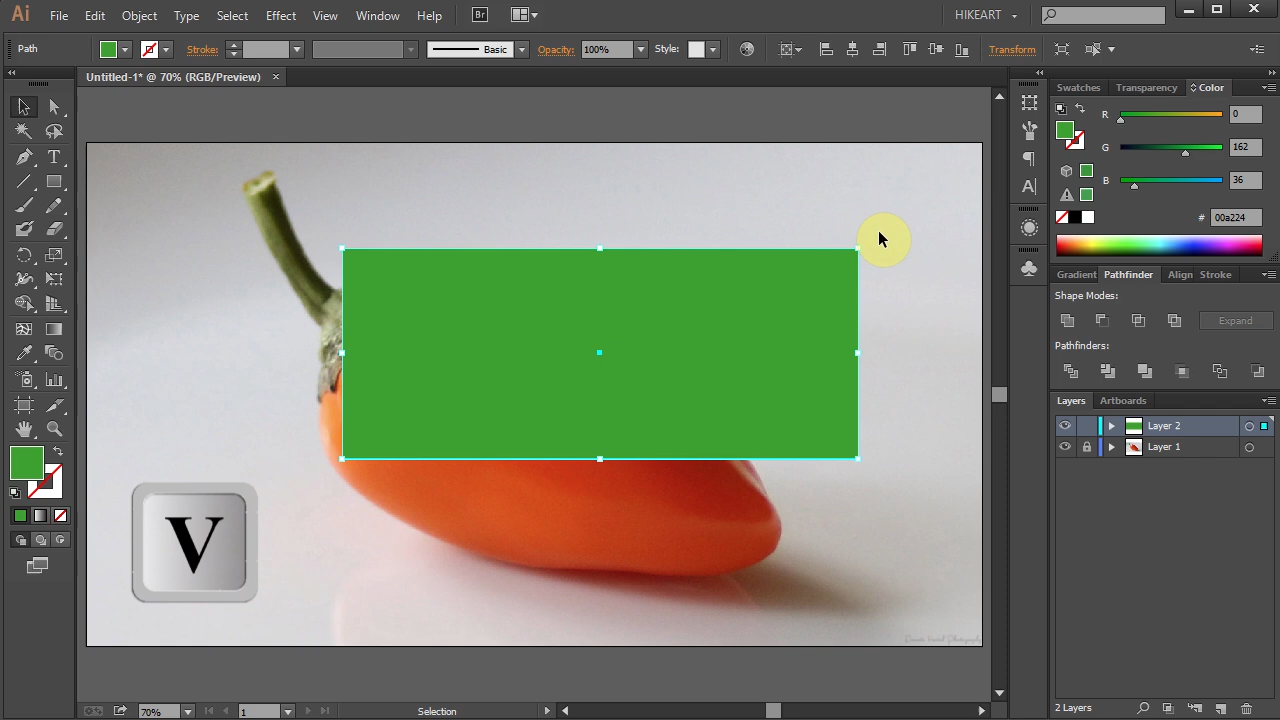 Ai File Edit Object Type Select Effect View Window Help Br HIKEART
Path Stroke: Basic Opacity: 100% Style: Transform
Untitled-1* @ 70% (RGB/Preview) ×
Swatches Transparency Color
R 0
G 162
B 36
# 00a224
Gradient Pathfinder Align Stroke
Shape Modes:
Expand
Pathfinders:
Layers Artboards
Layer 2
Layer 1
V
2 Layers
70% 1 Selection